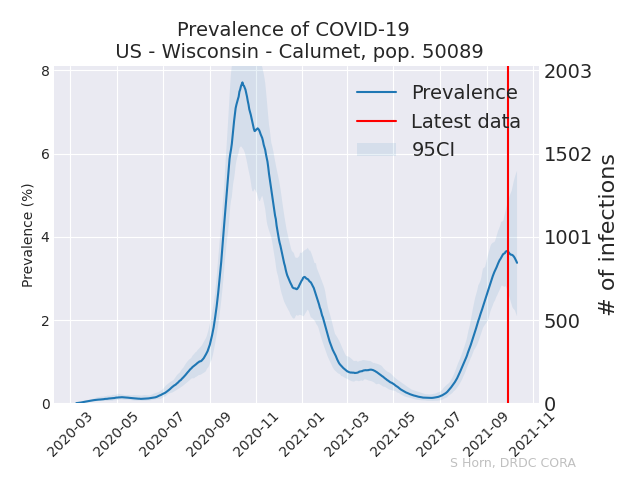 Prevalence of COVID-19
US - Wisconsin - Calumet, pop. 50089
Prevalence
Latest data
95CI
Prevalence (%)
8
6
4
2
0
2003
1502
1001
500
0
# of infections
2020-03
2020-05
2020-07
2020-09
2020-11
2021-01
2021-03
2021-05
2021-07
2021-09
2021-11
S Horn, DRDC CORA